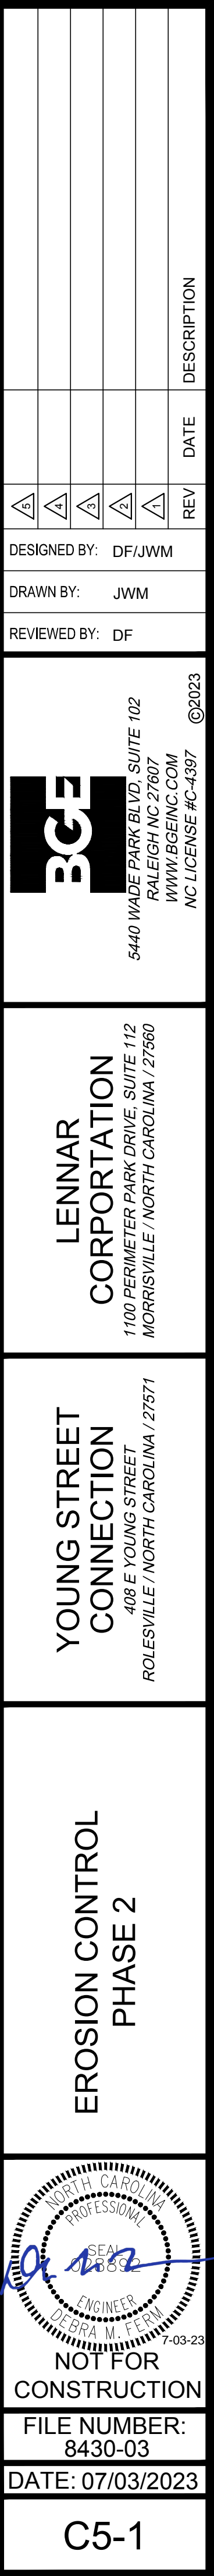 REV DATE DESCRIPTION
5
4
3
2
1
DESIGNED BY: DF/JWM
DRAWN BY: JWM
REVIEWED BY: DF
BGE
5440 WADE PARK BLVD, SUITE 102
RALEIGH NC 27607
WWW.BGEINC.COM
NC LICENSE #C-4397 ©2023
LENNAR
CORPORTATION
1100 PERIMETER PARK DRIVE, SUITE 112
MORRISVILLE / NORTH CAROLINA / 27560
YOUNG STREET
CONNECTION
408 E YOUNG STREET
ROLESVILLE / NORTH CAROLINA / 27571
EROSION CONTROL
PHASE 2
NORTH CAROLINA
PROFESSIONAL
SEAL
ENGINEER
DEBRA M. FERM
7-03-23
NOT FOR
CONSTRUCTION
FILE NUMBER:
8430-03
DATE: 07/03/2023
C5-1